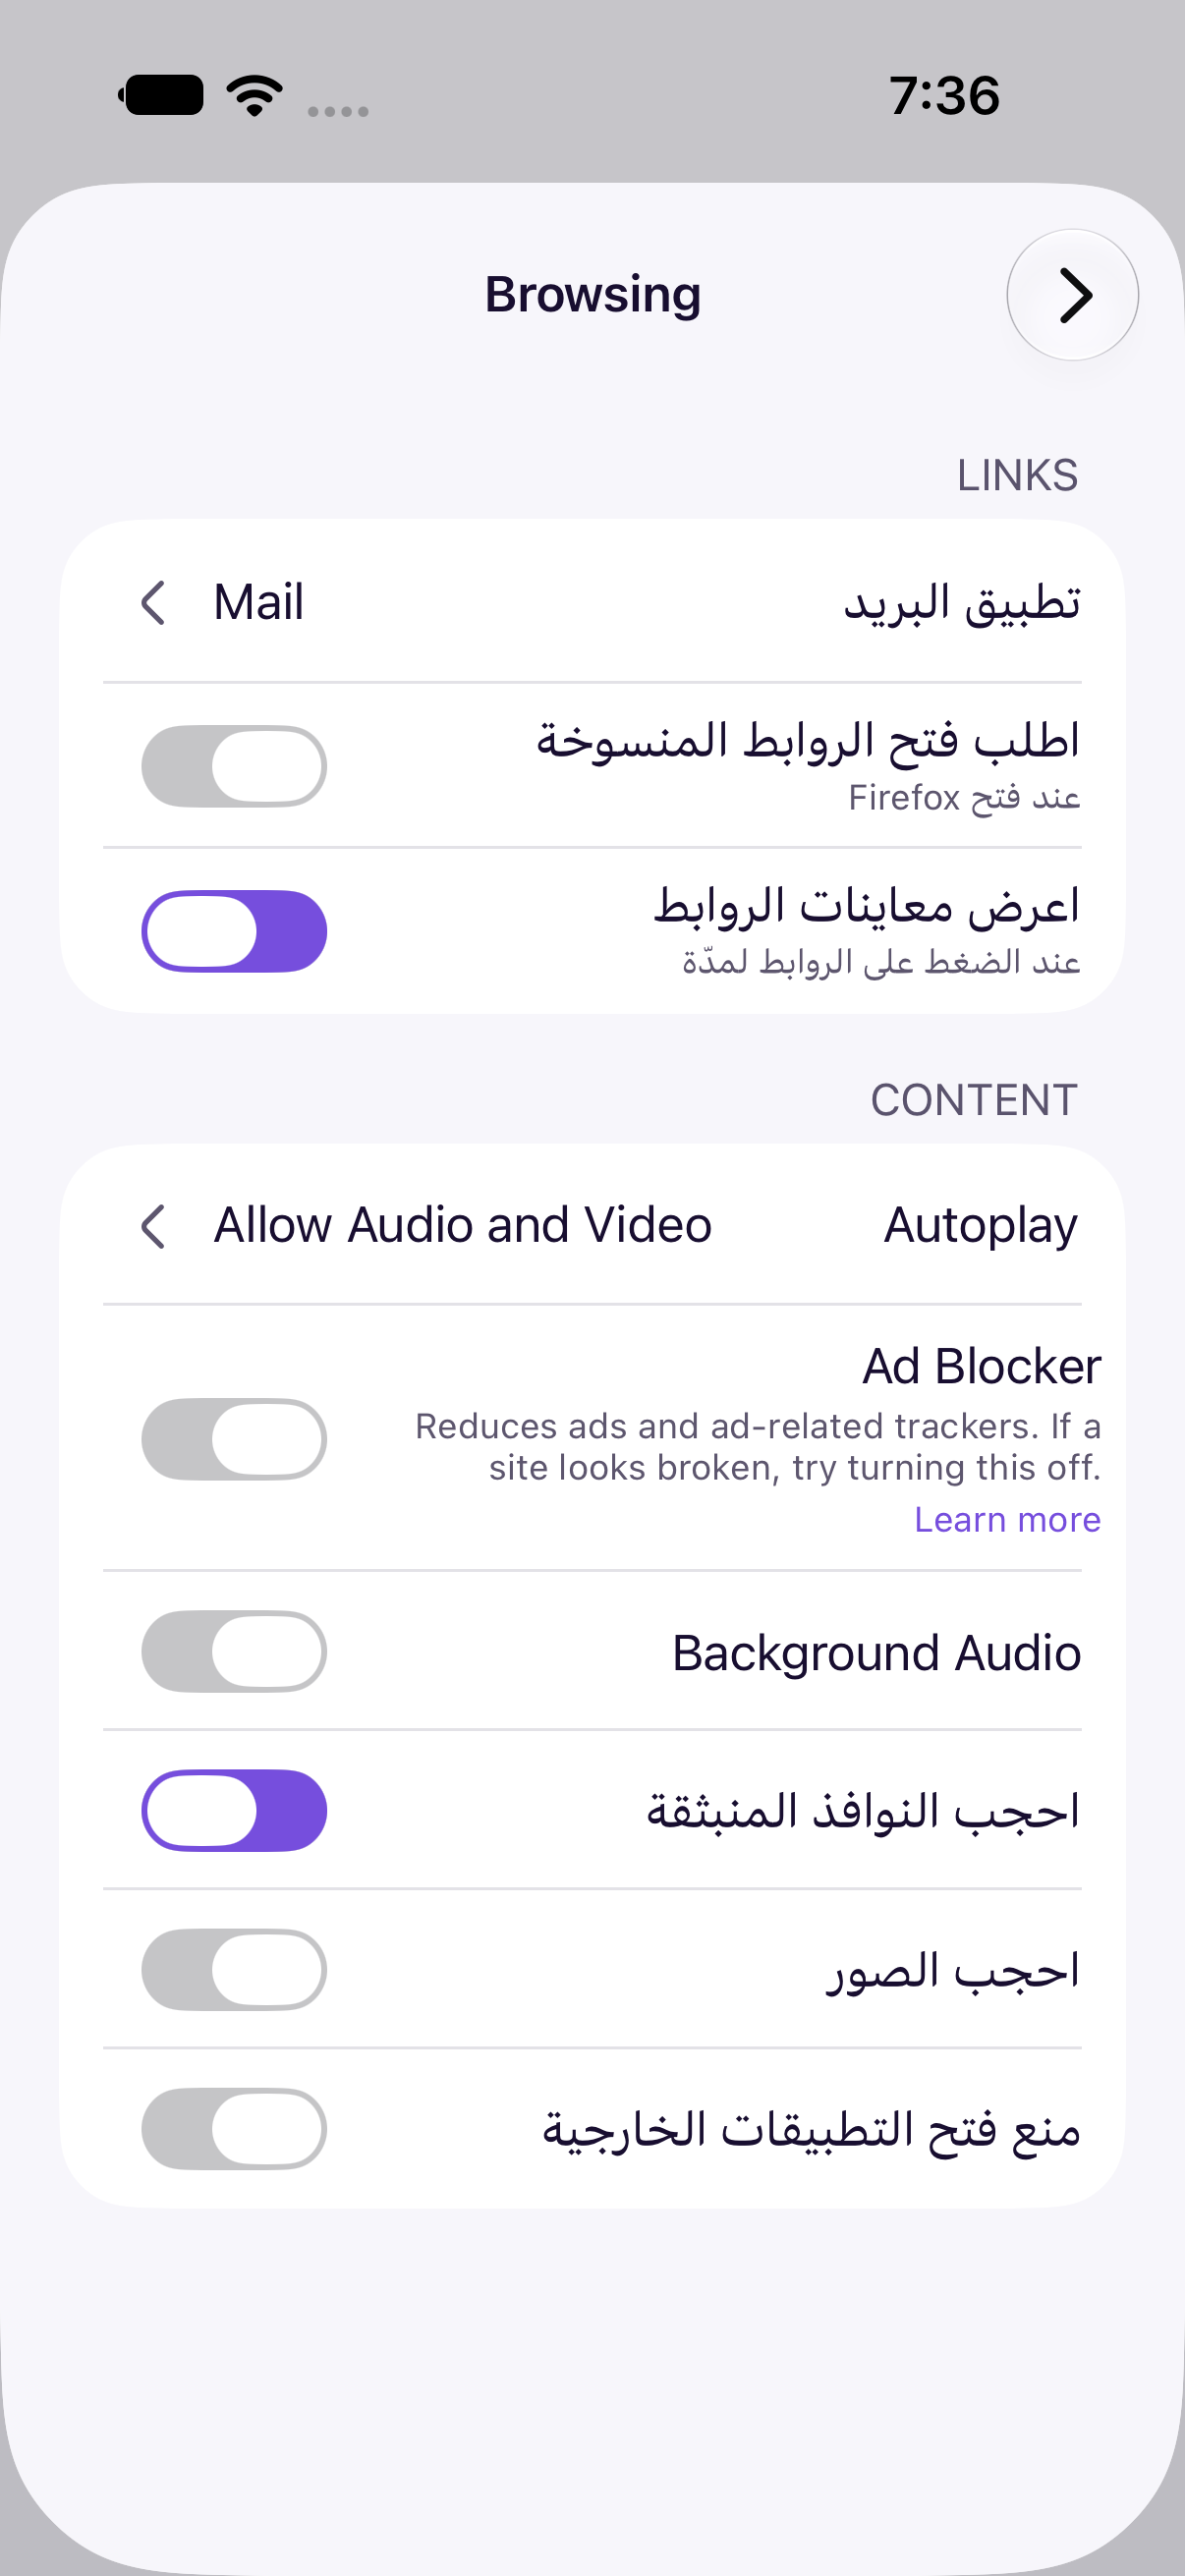 7:36
Browsing
LINKS
تطبيق البريد
Mail
اطلب فتح الروابط المنسوخة
عند فتح Firefox
اعرض معاينات الروابط
عند الضغط على الروابط لمدّة
CONTENT
Autoplay
Allow Audio and Video
Ad Blocker
Reduces ads and ad-related trackers. If a
site looks broken, try turning this off.
Learn more
Background Audio
احجب النوافذ المنبثقة
احجب الصور
منع فتح التطبيقات الخارجية